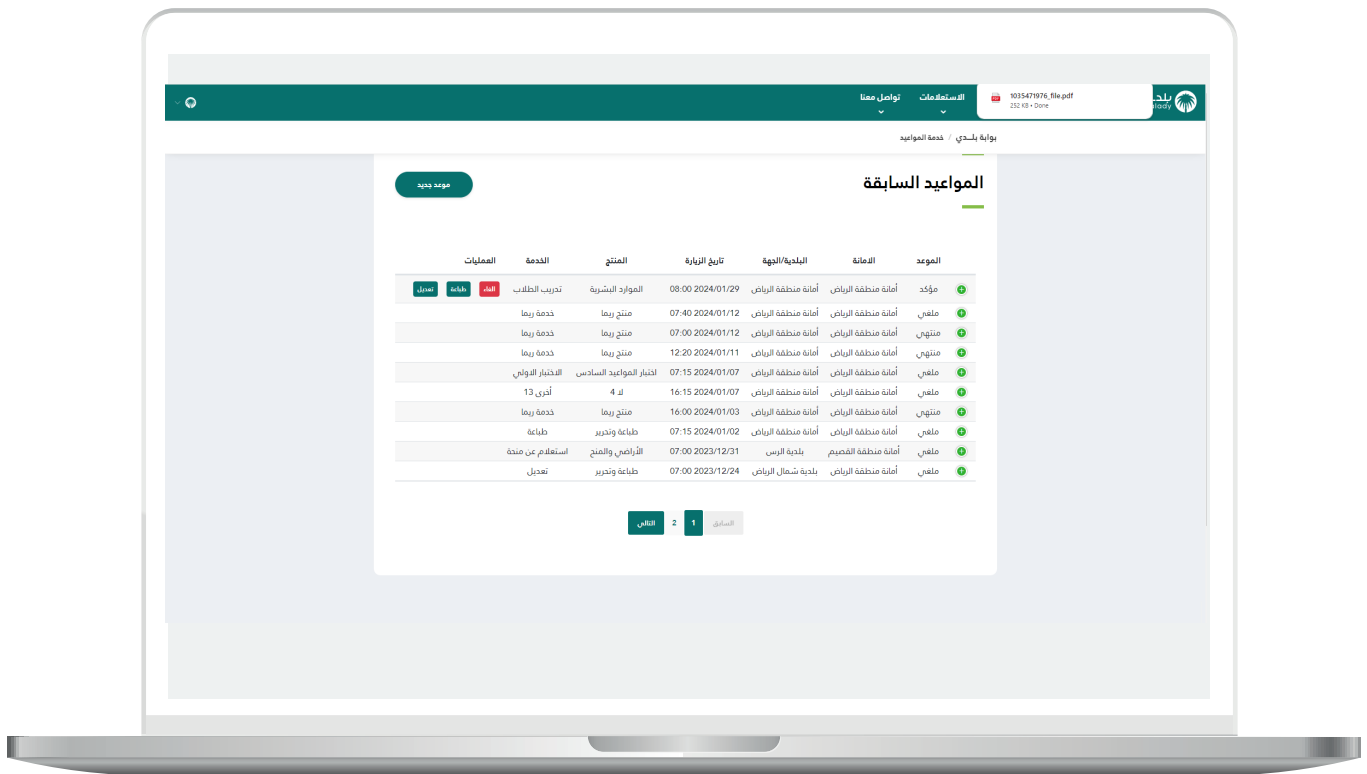 بلد
alady
1035471976_file.pdf
252 KB • Done
الاستعلامات
تواصل معنا
بوابة بلـــدي / خدمة المواعيد
المواعيد السابقة
موعد جديد
الموعد الامانة البلدية/الجهة تاريخ الزيارة المنتج الخدمة العمليات
مؤكد أمانة منطقة الرياض أمانة منطقة الرياض 08:00 2024/01/29 الموارد البشرية تدريب الطلاب الغاء طباعة تعديل
ملغي أمانة منطقة الرياض أمانة منطقة الرياض 07:40 2024/01/12 منتج ريما خدمة ريما
منتهي أمانة منطقة الرياض أمانة منطقة الرياض 07:00 2024/01/12 منتج ريما خدمة ريما
منتهي أمانة منطقة الرياض أمانة منطقة الرياض 12:20 2024/01/11 منتج ريما خدمة ريما
ملغي أمانة منطقة الرياض أمانة منطقة الرياض 07:15 2024/01/07 اختبار المواعيد السادس الاختبار الاولي
ملغي أمانة منطقة الرياض أمانة منطقة الرياض 16:15 2024/01/07 لا 4 أخرى 13
منتهي أمانة منطقة الرياض أمانة منطقة الرياض 16:00 2024/01/03 منتج ريما خدمة ريما
ملغي أمانة منطقة الرياض أمانة منطقة الرياض 07:15 2024/01/02 طباعة وتحرير طباعة
ملغي أمانة منطقة القصيم بلدية الرس 07:00 2023/12/31 الأراضي والمنح استعلام عن منحة
ملغي أمانة منطقة الرياض بلدية شمال الرياض 07:00 2023/12/24 طباعة وتحرير تعديل
السابق 1 2 التالي